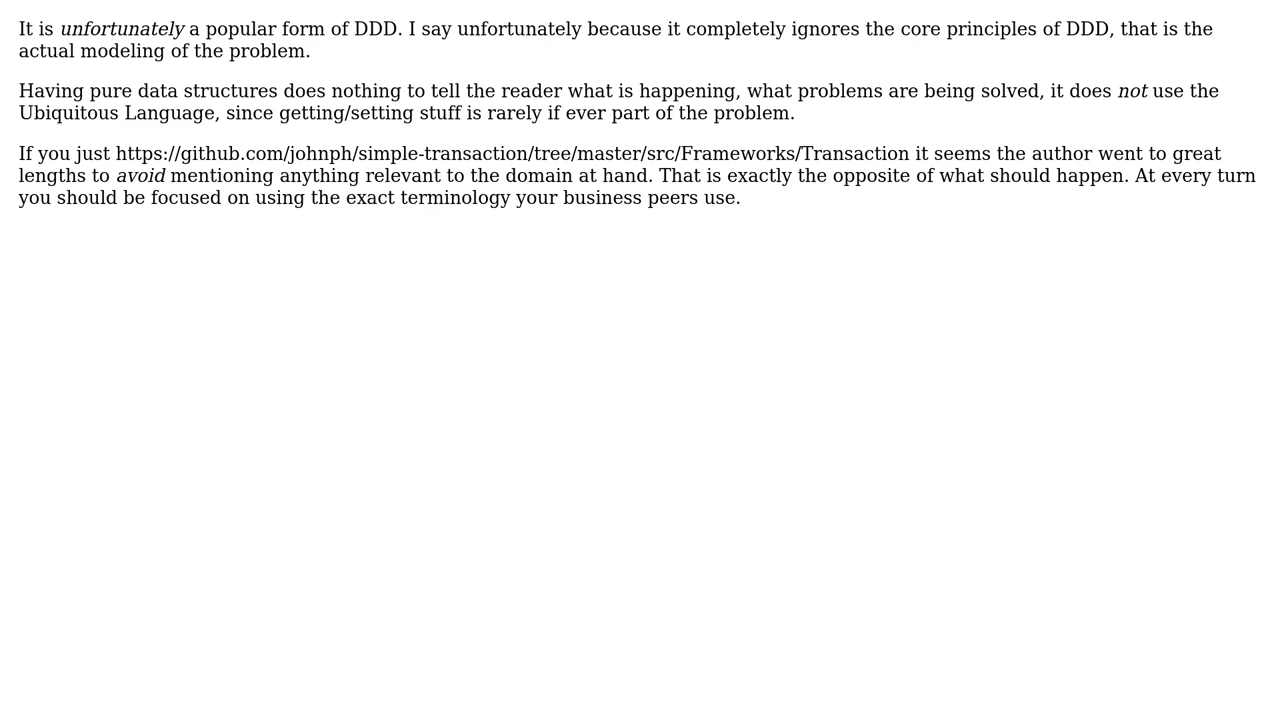 It is unfortunately a popular form of DDD. I say unfortunately because it completely ignores the core principles of DDD, that is the
actual modeling of the problem.
Having pure data structures does nothing to tell the reader what is happening, what problems are being solved, it does not use the
Ubiquitous Language, since getting/setting stuff is rarely if ever part of the problem.
If you just https://github.com/johnph/simple-transaction/tree/master/src/Frameworks/Transaction it seems the author went to great
lengths to avoid mentioning anything relevant to the domain at hand. That is exactly the opposite of what should happen. At every turn
you should be focused on using the exact terminology your business peers use.